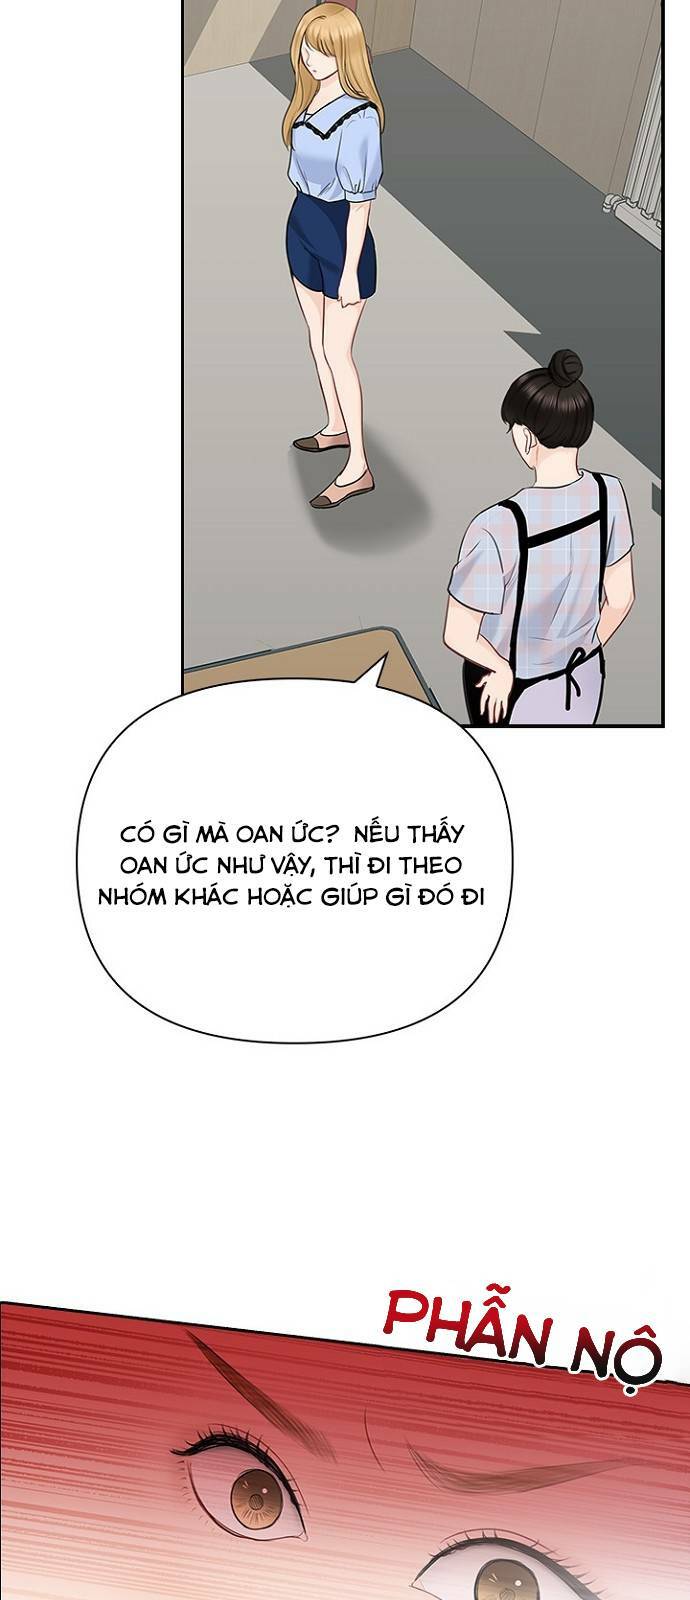 CÓ GÌ MÀ OAN ỨC? NẾU THẤY
OAN ỨC NHƯ VẬY, THÌ ĐI THEO
NHÓM KHÁC HOẶC GIÚP GÌ ĐÓ ĐI
PHẪN NỘ